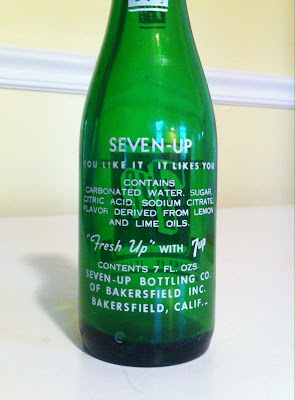 SEVEN-UP
YOU LIKE IT IT LIKES YOU
CONTAINS
CARBONATED WATER, SUGAR,
CITRIC ACID, SODIUM CITRATE,
FLAVOR DERIVED FROM LEMON
AND LIME OILS.
"Fresh Up" WITH 7up
CONTENTS 7 FL. OZS.
SEVEN-UP BOTTLING CO.
OF BAKERSFIELD INC.
BAKERSFIELD, CALIF.